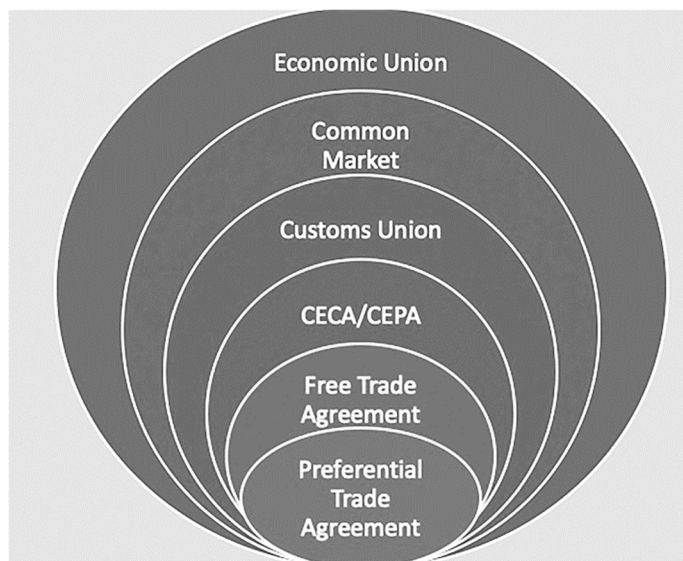 Economic Union
Common
Market
Customs Union
CECA/CEPA
Free Trade
Agreement
Preferential
Trade
Agreement